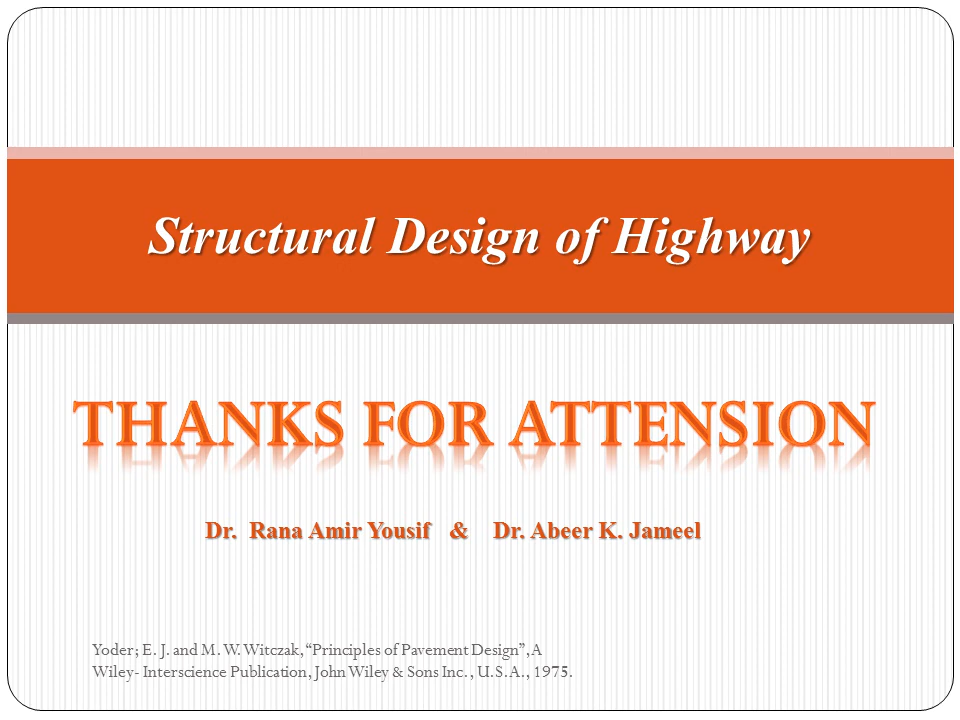 Structural Design of Highway
THANKS FOR ATTENSION
Dr. Rana Amir Yousif & Dr. Abeer K. Jameel
Yoder; E. J. and M. W. Witczak, “Principles of Pavement Design”, A
Wiley- Interscience Publication, John Wiley & Sons Inc., U.S.A., 1975.